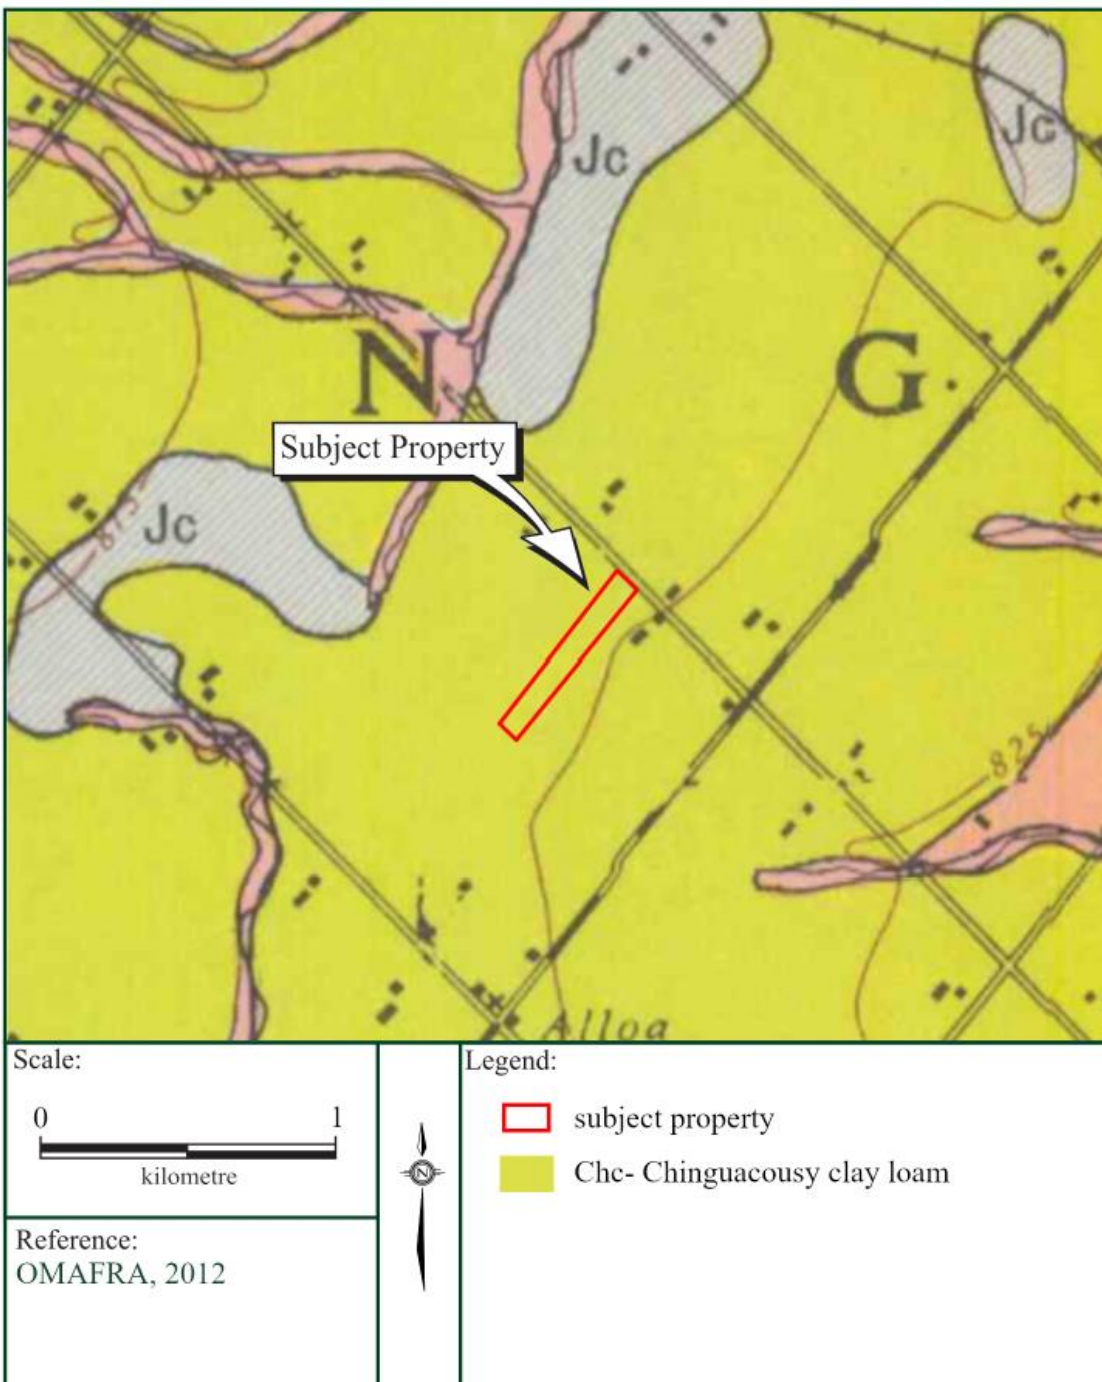 Jc
Jc
N
G
Subject Property
875
Jc
825
Alloa
Scale:
0 1
kilometre
Reference:
OMAFRA, 2012
N
Legend:
subject property
Chc- Chinguacousy clay loam